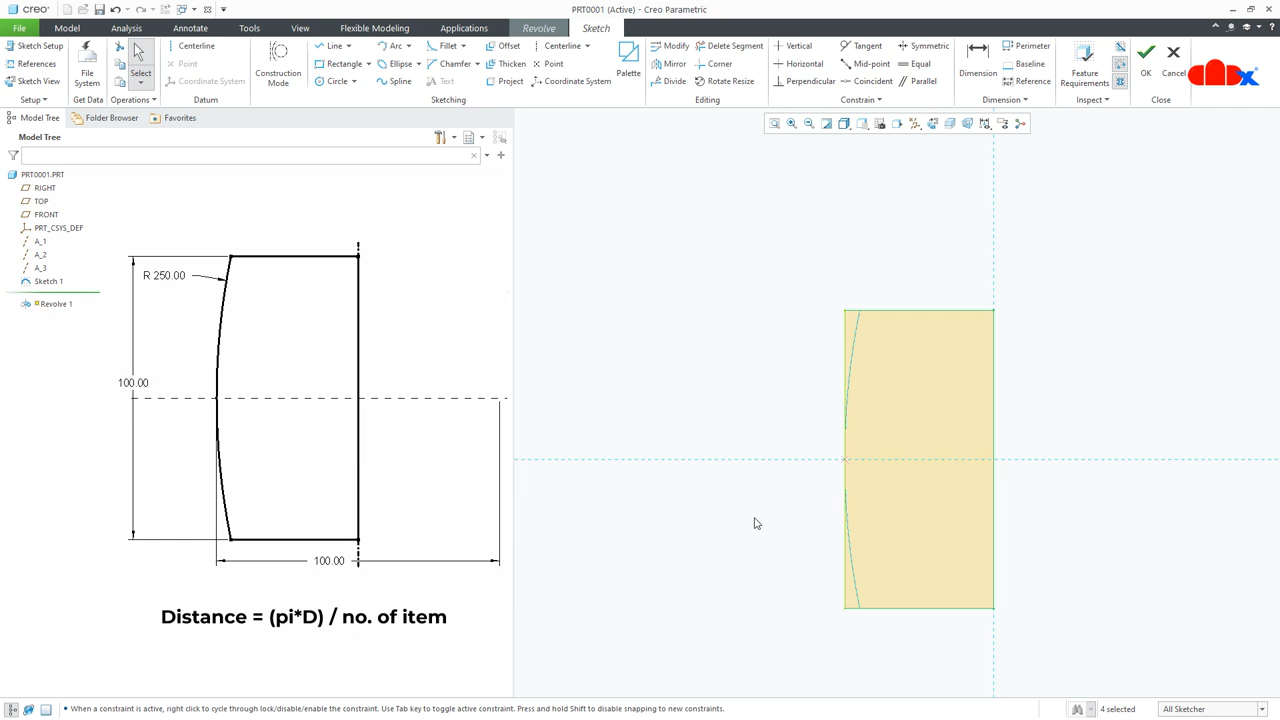 creo
PRT0001 (Active) - Creo Parametric
File Model Analysis Annotate Tools View Flexible Modeling Applications Revolve Sketch
Sketch Setup
References
Sketch View
Setup
File System
Get Data
Select
Operations
Centerline
Point
Coordinate System
Datum
Construction Mode
Line Arc Fillet Offset Centerline
Rectangle Ellipse Chamfer Thicken Point
Circle Spline Text Project Coordinate System
Palette
Sketching
Modify Delete Segment
Mirror Corner
Divide Rotate Resize
Editing
Vertical Tangent Symmetric
Horizontal Mid-point Equal
Perpendicular Coincident Parallel
Constrain
Dimension
Perimeter
Baseline
Reference
Dimension
Feature Requirements
Inspect
OK
Cancel
Close
Model Tree Folder Browser Favorites
Model Tree
PRT0001.PRT
RIGHT
TOP
FRONT
PRT_CSYS_DEF
A_1
A_2
A_3
Sketch 1
Revolve 1
R 250.00
100.00
100.00
Distance = (pi*D) / no. of item
When a constraint is active, right click to cycle through lock/disable/enable the constraint. Use Tab key to toggle active constraint. Press and hold Shift to disable snapping to new constraints.
4 selected
All Sketcher